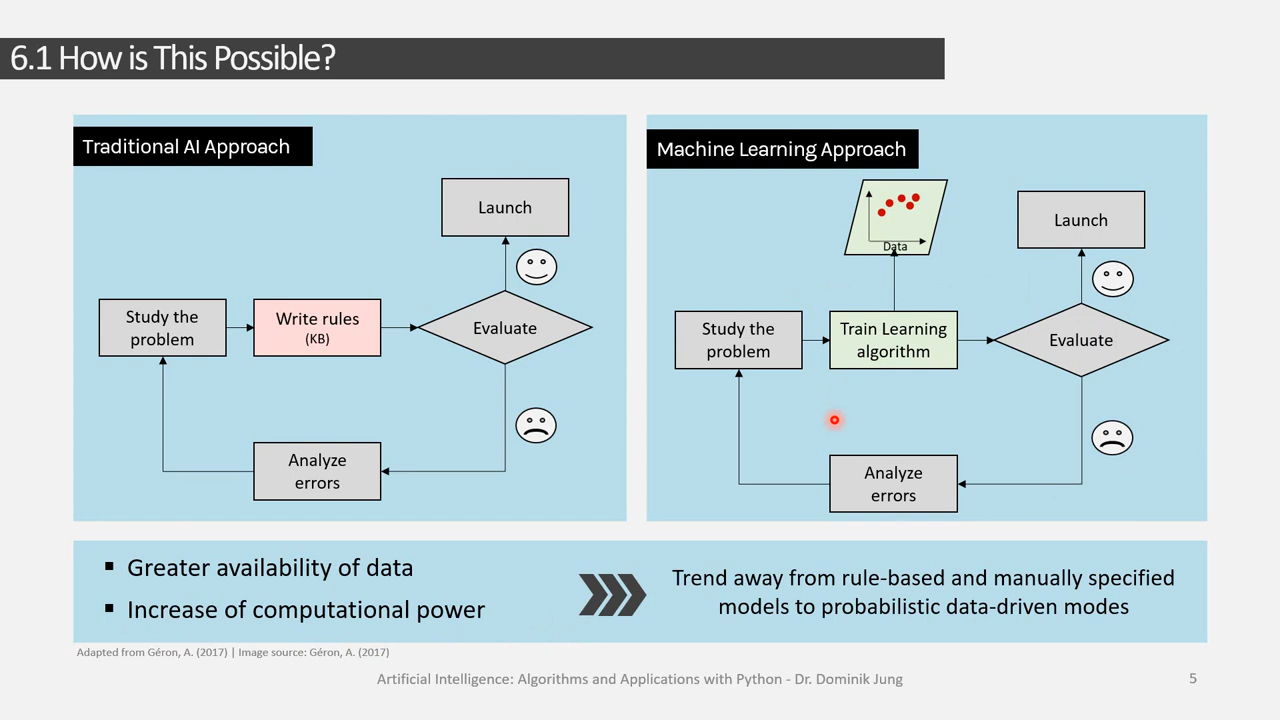 6.1 How is This Possible?
Traditional AI Approach
Launch
Study the
problem
Write rules
(KB)
Evaluate
Analyze
errors
Machine Learning Approach
Data
Launch
Study the
problem
Train Learning
algorithm
Evaluate
Analyze
errors
▪ Greater availability of data
▪ Increase of computational power
Trend away from rule-based and manually specified
models to probabilistic data-driven modes
Adapted from Géron, A. (2017) | Image source: Géron, A. (2017)
Artificial Intelligence: Algorithms and Applications with Python - Dr. Dominik Jung
5